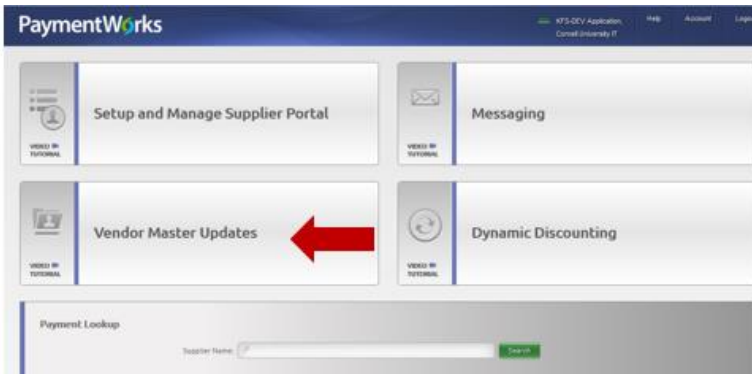 PaymentWorks
KFS-DEV Application,
Cornell University IT
Help
Account
Logo
Setup and Manage Supplier Portal
VIDEO
TUTORIAL
Messaging
VIDEO
TUTORIAL
Vendor Master Updates
VIDEO
TUTORIAL
Dynamic Discounting
VIDEO
TUTORIAL
Payment Lookup
Supplier Name:
Search